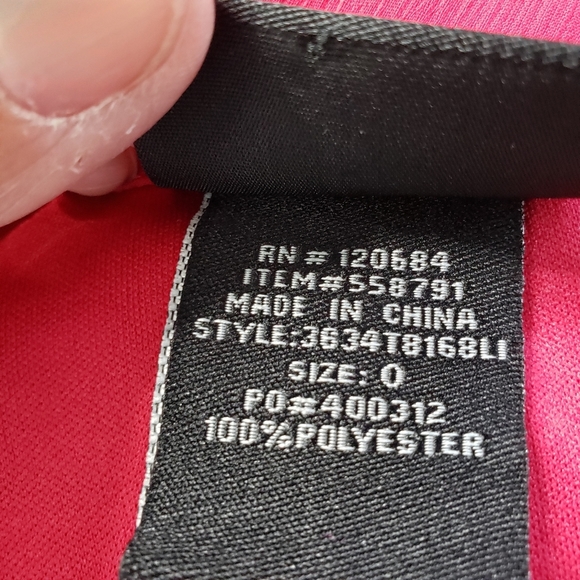 RN # 120684
ITEM#558791
MADE IN CHINA
STYLE:3634T8168LI
SIZE: 0
PO#400312
100%POLYESTER